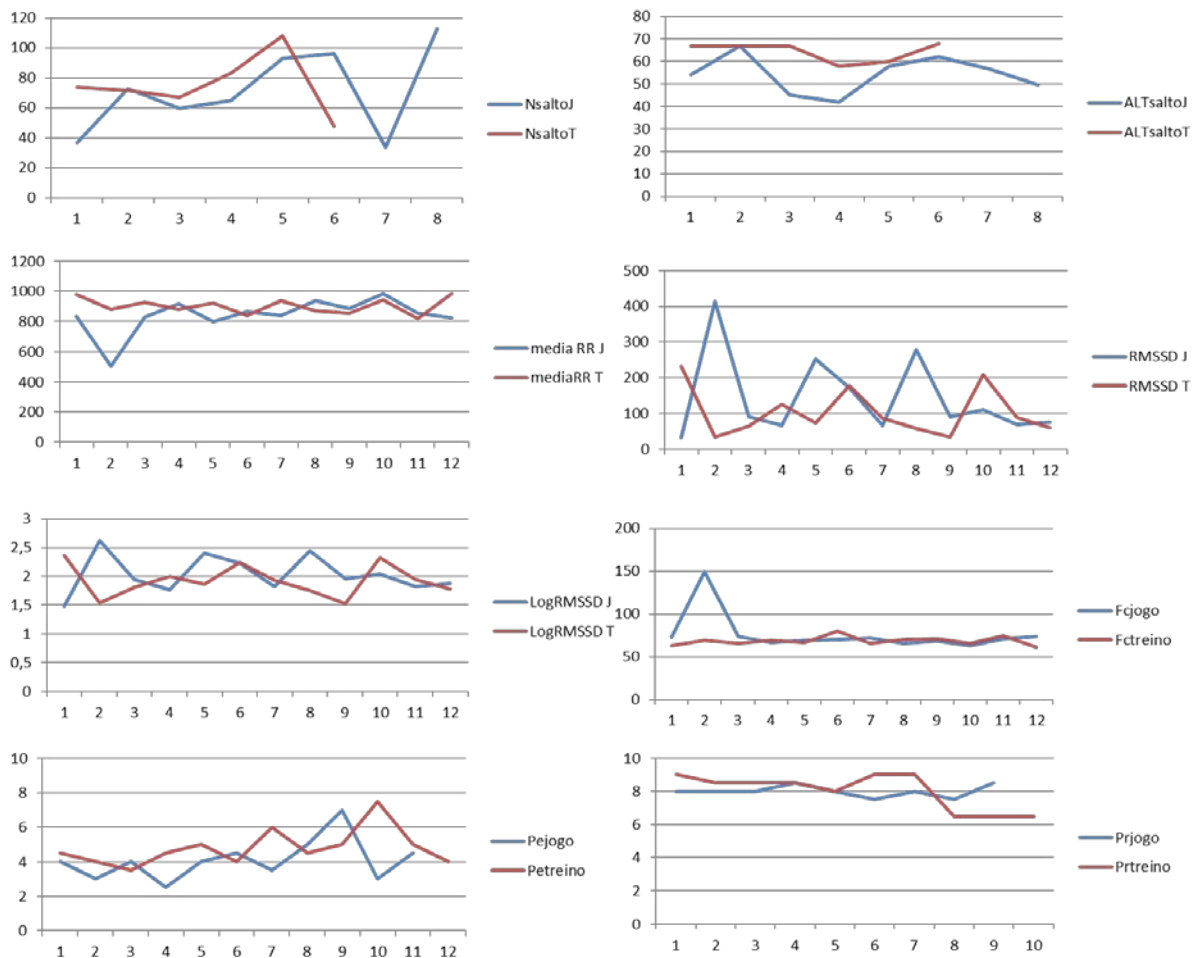 120
100
80
60
40
20
0
1 2 3 4 5 6 7 8
NsaltoJ
NsaltoT
80
70
60
50
40
30
20
10
0
1 2 3 4 5 6 7 8
ALTsaltoJ
ALTsaltoT
1200
1000
800
600
400
200
0
1 2 3 4 5 6 7 8 9 10 11 12
media RR J
mediaRR T
500
400
300
200
100
0
1 2 3 4 5 6 7 8 9 10 11 12
RMSSD J
RMSSD T
3
2,5
2
1,5
1
0,5
0
1 2 3 4 5 6 7 8 9 10 11 12
LogRMSSD J
LogRMSSD T
200
150
100
50
0
1 2 3 4 5 6 7 8 9 10 11 12
Fcjogo
Fctreino
10
8
6
4
2
0
1 2 3 4 5 6 7 8 9 10 11 12
Pejogo
Petreino
10
8
6
4
2
0
1 2 3 4 5 6 7 8 9 10
Prjogo
Prtreino